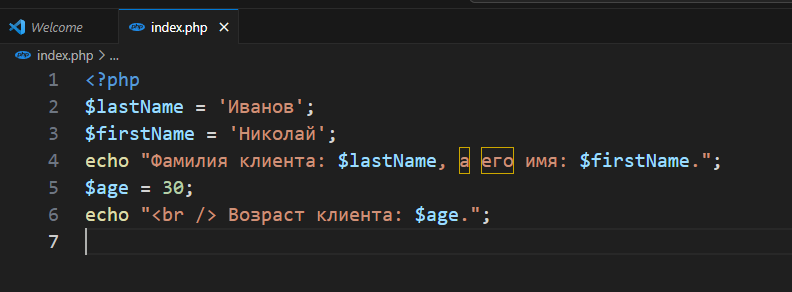 Welcome index.php
index.php > ...
1 <?php
2 $lastName = 'Иванов';
3 $firstName = 'Николай';
4 echo "Фамилия клиента: $lastName, а его имя: $firstName.";
5 $age = 30;
6 echo "<br /> Возраст клиента: $age.";
7